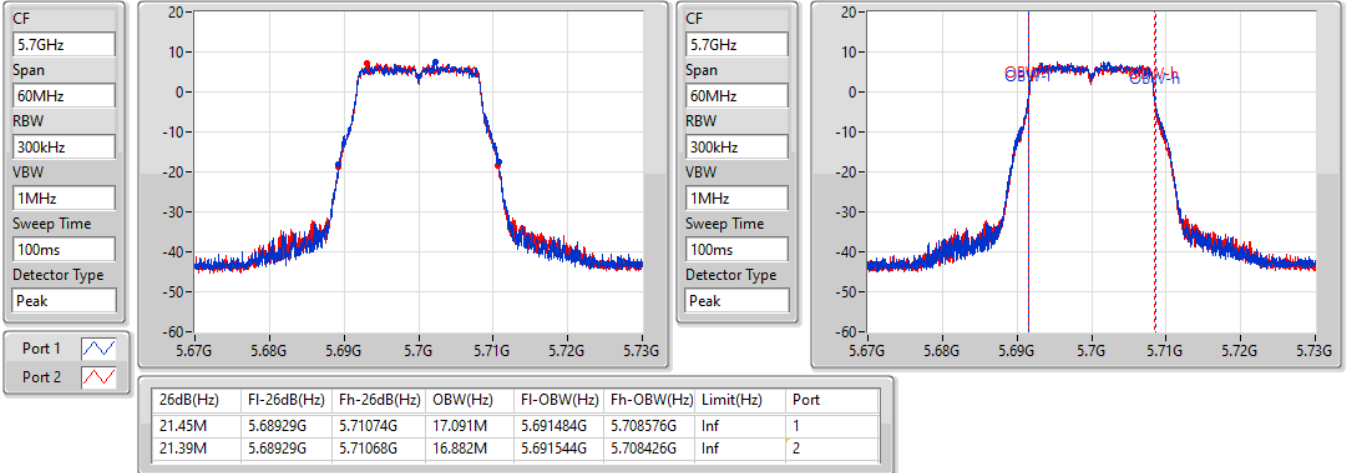 CF
5.7GHz
Span
60MHz
RBW
300kHz
VBW
1MHz
Sweep Time
100ms
Detector Type
Peak
Port 1
Port 2
20
10
0
-10
-20
-30
-40
-50
-60
5.67G 5.68G 5.69G 5.7G 5.71G 5.72G 5.73G
CF
5.7GHz
Span
60MHz
RBW
300kHz
VBW
1MHz
Sweep Time
100ms
Detector Type
Peak
20
10
0
-10
-20
-30
-40
-50
-60
OBW-l OBW-h
5.67G 5.68G 5.69G 5.7G 5.71G 5.72G 5.73G
26dB(Hz) Fl-26dB(Hz) Fh-26dB(Hz) OBW(Hz) Fl-OBW(Hz) Fh-OBW(Hz) Limit(Hz) Port
21.45M 5.68929G 5.71074G 17.091M 5.691484G 5.708576G Inf 1
21.39M 5.68929G 5.71068G 16.882M 5.691544G 5.708426G Inf 2